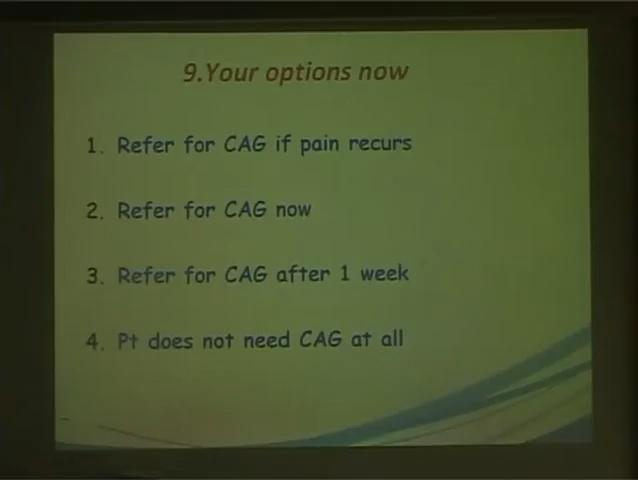 9.Your options now
1. Refer for CAG if pain recurs
2. Refer for CAG now
3. Refer for CAG after 1 week
4. Pt does not need CAG at all